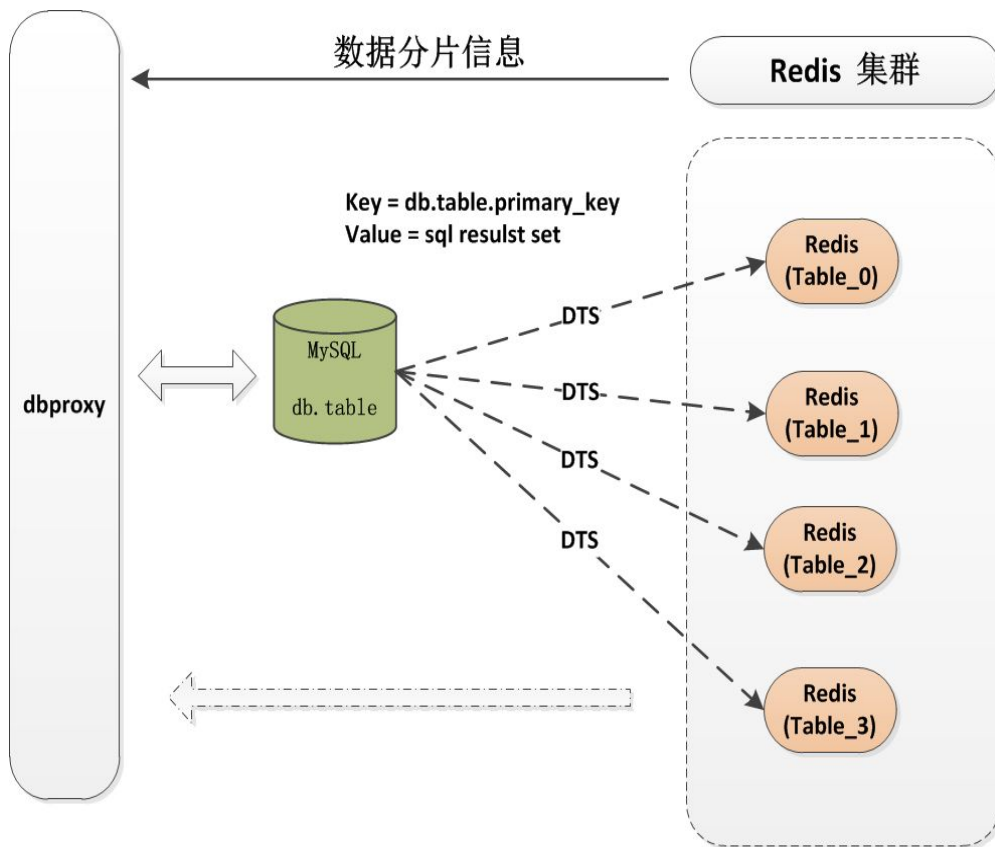 数据分片信息
Redis 集群
Key = db.table.primary_key
Value = sql resulst set
Redis
(Table_0)
DTS
MySQL
db.table
dbproxy
DTS
Redis
(Table_1)
DTS
Redis
(Table_2)
DTS
Redis
(Table_3)